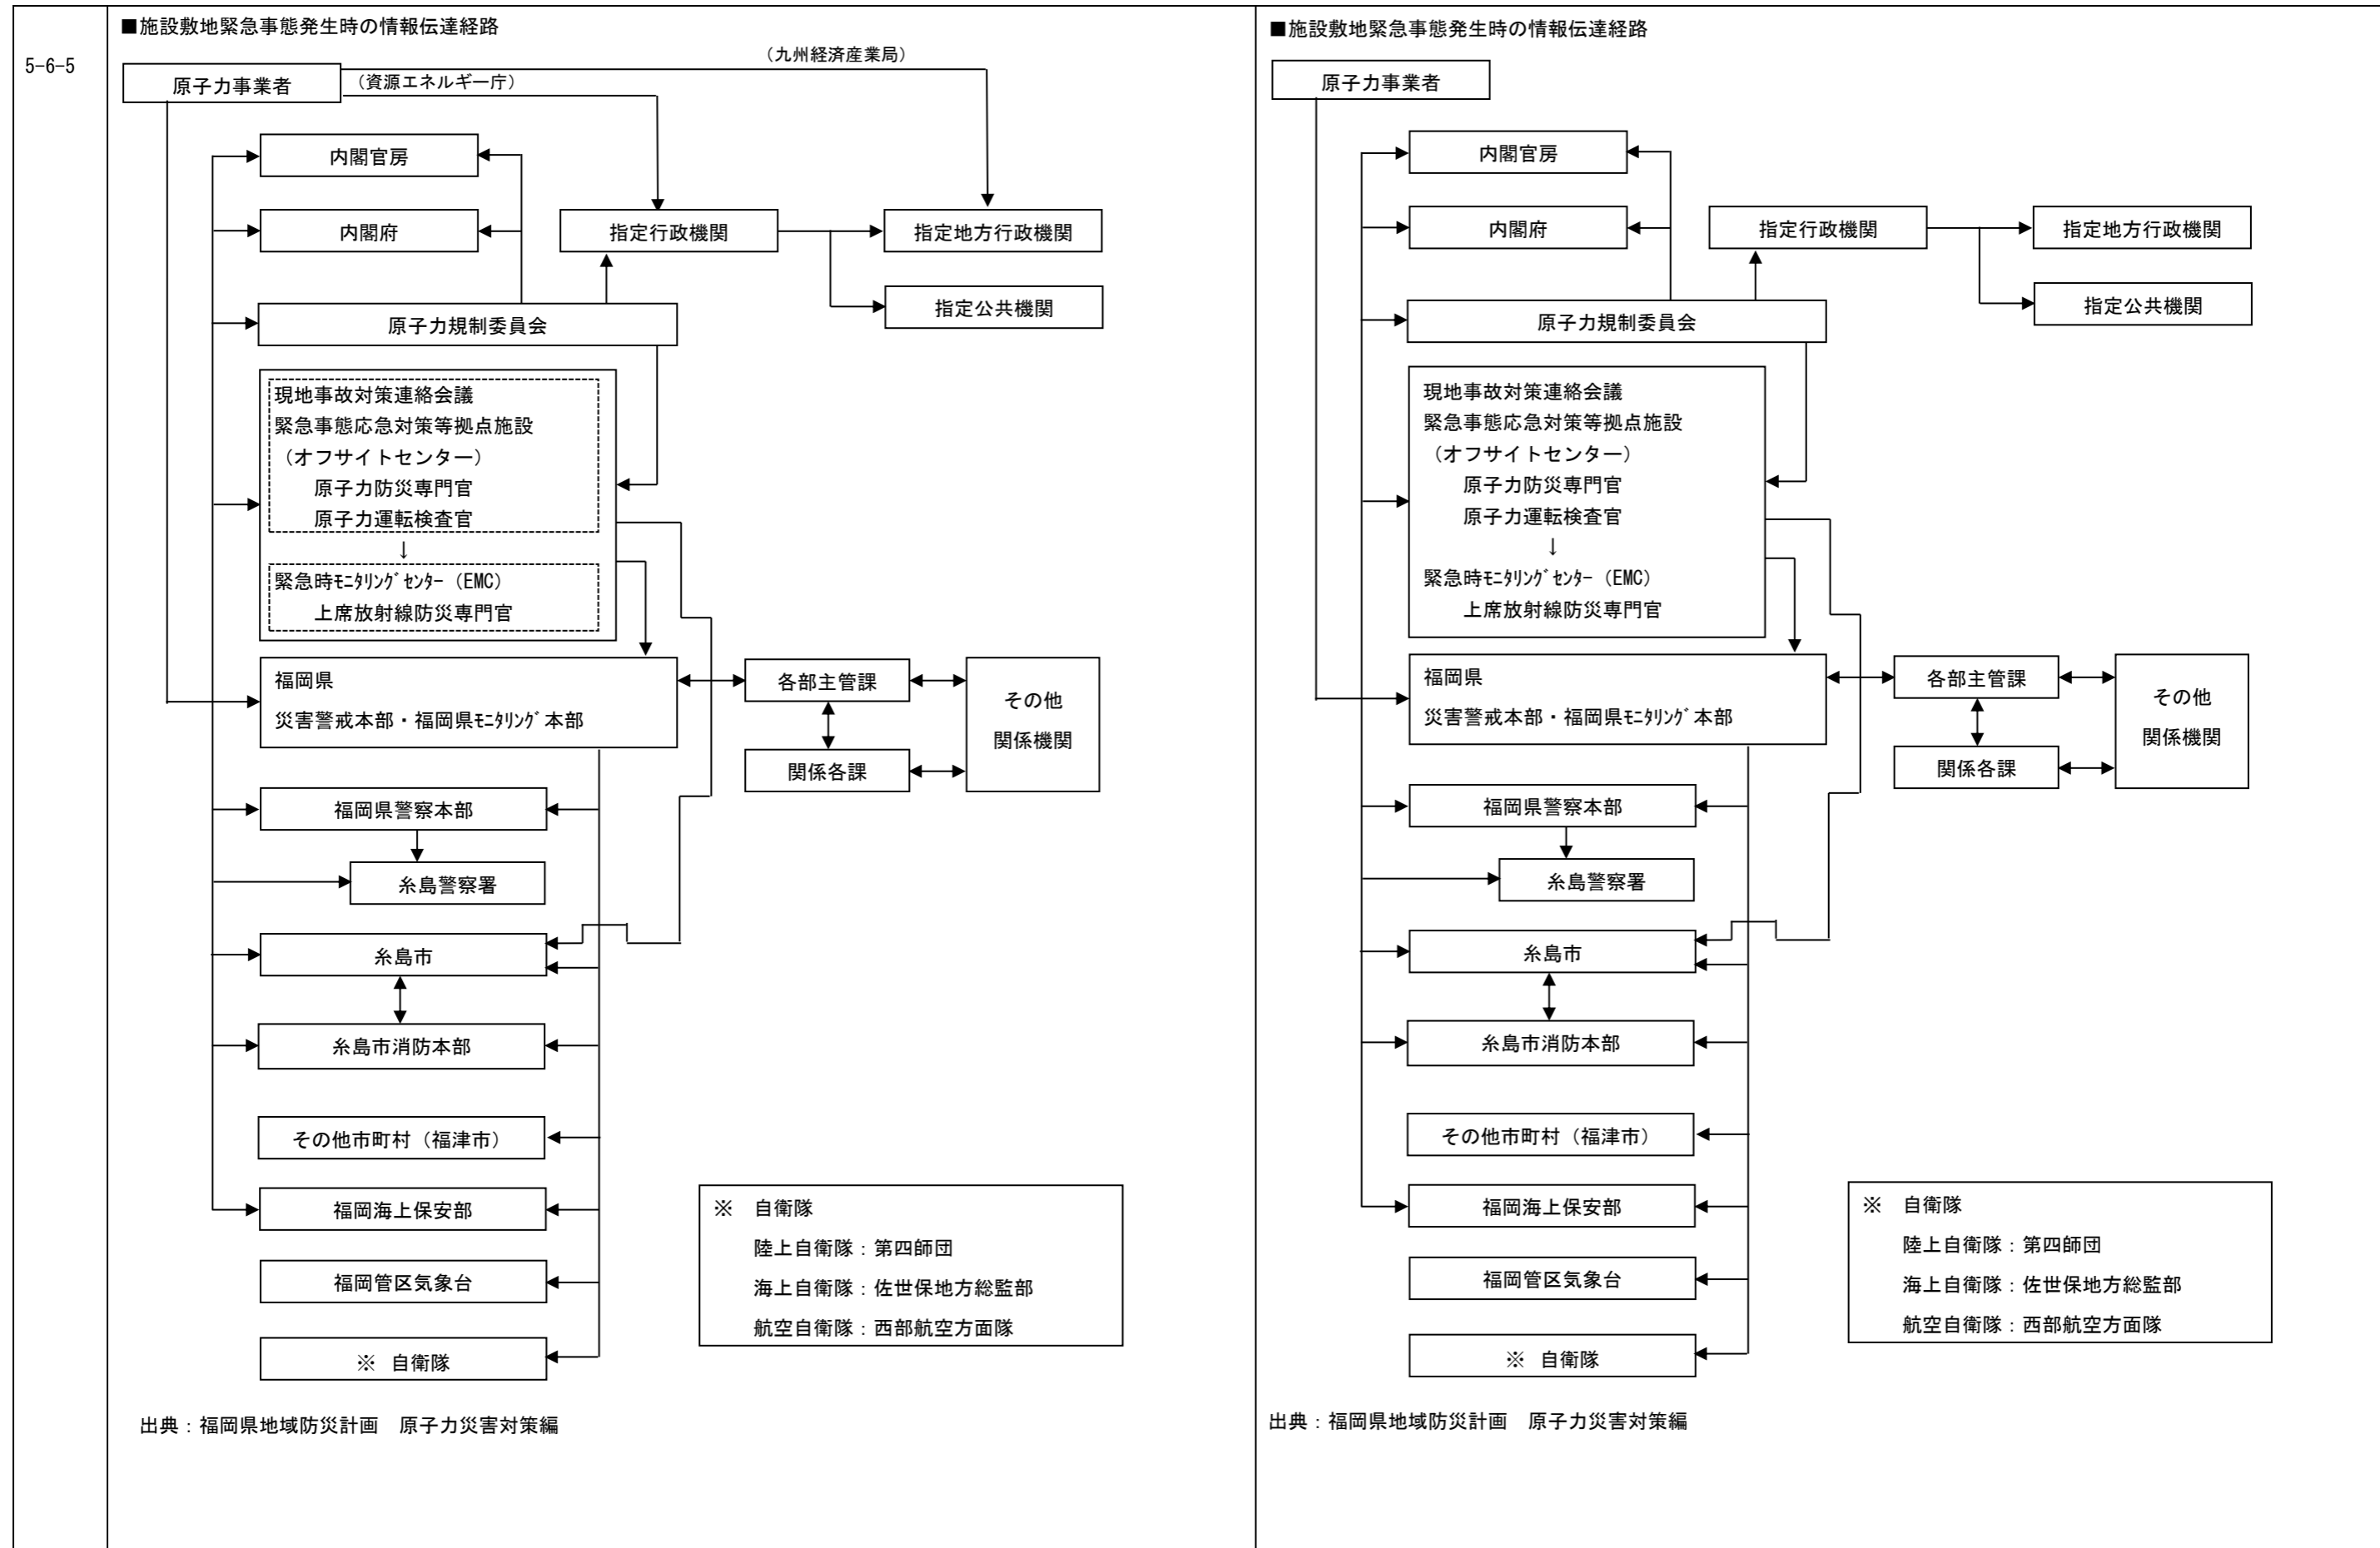 5-6-5
■施設敷地緊急事態発生時の情報伝達経路
（九州経済産業局）
原子力事業者
（資源エネルギー庁）
内閣官房
内閣府
指定行政機関
指定地方行政機関
指定公共機関
原子力規制委員会
現地事故対策連絡会議
緊急事態応急対策等拠点施設
（オフサイトセンター）
原子力防災専門官
原子力運転検査官
↓
緊急時ﾓﾆﾀﾘﾝｸﾞｾﾝﾀｰ（EMC）
上席放射線防災専門官
福岡県
災害警戒本部・福岡県ﾓﾆﾀﾘﾝｸﾞ本部
各部主管課
関係各課
その他
関係機関
福岡県警察本部
糸島警察署
糸島市
糸島市消防本部
その他市町村（福津市）
福岡海上保安部
福岡管区気象台
※　自衛隊
※　自衛隊
陸上自衛隊：第四師団
海上自衛隊：佐世保地方総監部
航空自衛隊：西部航空方面隊
出典：福岡県地域防災計画　原子力災害対策編
■施設敷地緊急事態発生時の情報伝達経路
原子力事業者
内閣官房
内閣府
指定行政機関
指定地方行政機関
指定公共機関
原子力規制委員会
現地事故対策連絡会議
緊急事態応急対策等拠点施設
（オフサイトセンター）
原子力防災専門官
原子力運転検査官
↓
緊急時ﾓﾆﾀﾘﾝｸﾞｾﾝﾀｰ（EMC）
上席放射線防災専門官
福岡県
災害警戒本部・福岡県ﾓﾆﾀﾘﾝｸﾞ本部
各部主管課
関係各課
その他
関係機関
福岡県警察本部
糸島警察署
糸島市
糸島市消防本部
その他市町村（福津市）
福岡海上保安部
福岡管区気象台
※　自衛隊
※　自衛隊
陸上自衛隊：第四師団
海上自衛隊：佐世保地方総監部
航空自衛隊：西部航空方面隊
出典：福岡県地域防災計画　原子力災害対策編